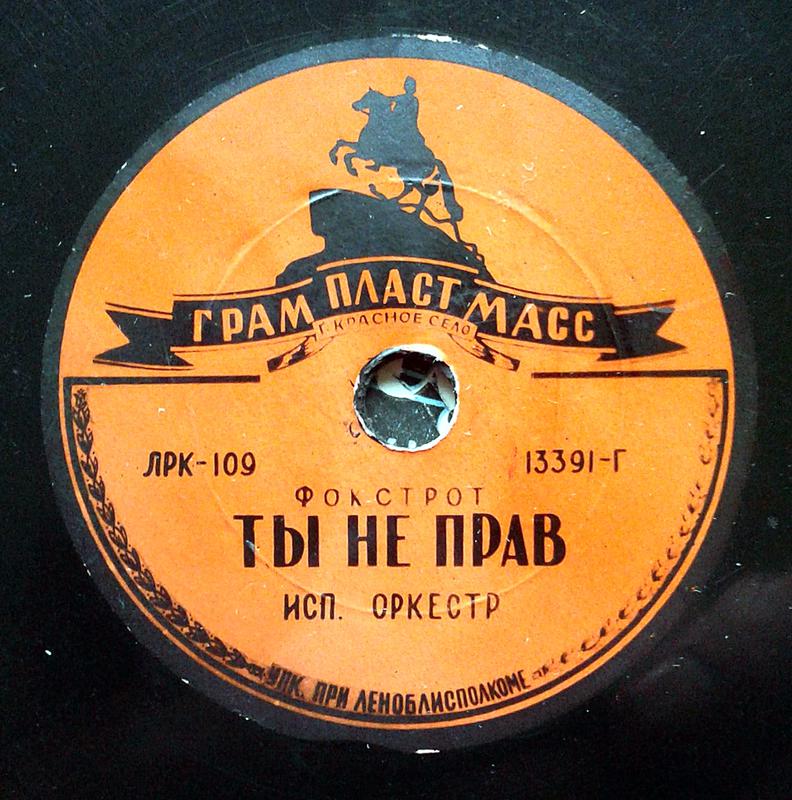 ГРАМ ПЛАСТ МАСС
Г. КРАСНОЕ СЕЛО
ЛРК-109 13391-Г
ФОКСТРОТ
ТЫ НЕ ПРАВ
ИСП. ОРКЕСТР
УПК. ПРИ ЛЕНОБЛИСПОЛКОМЕ